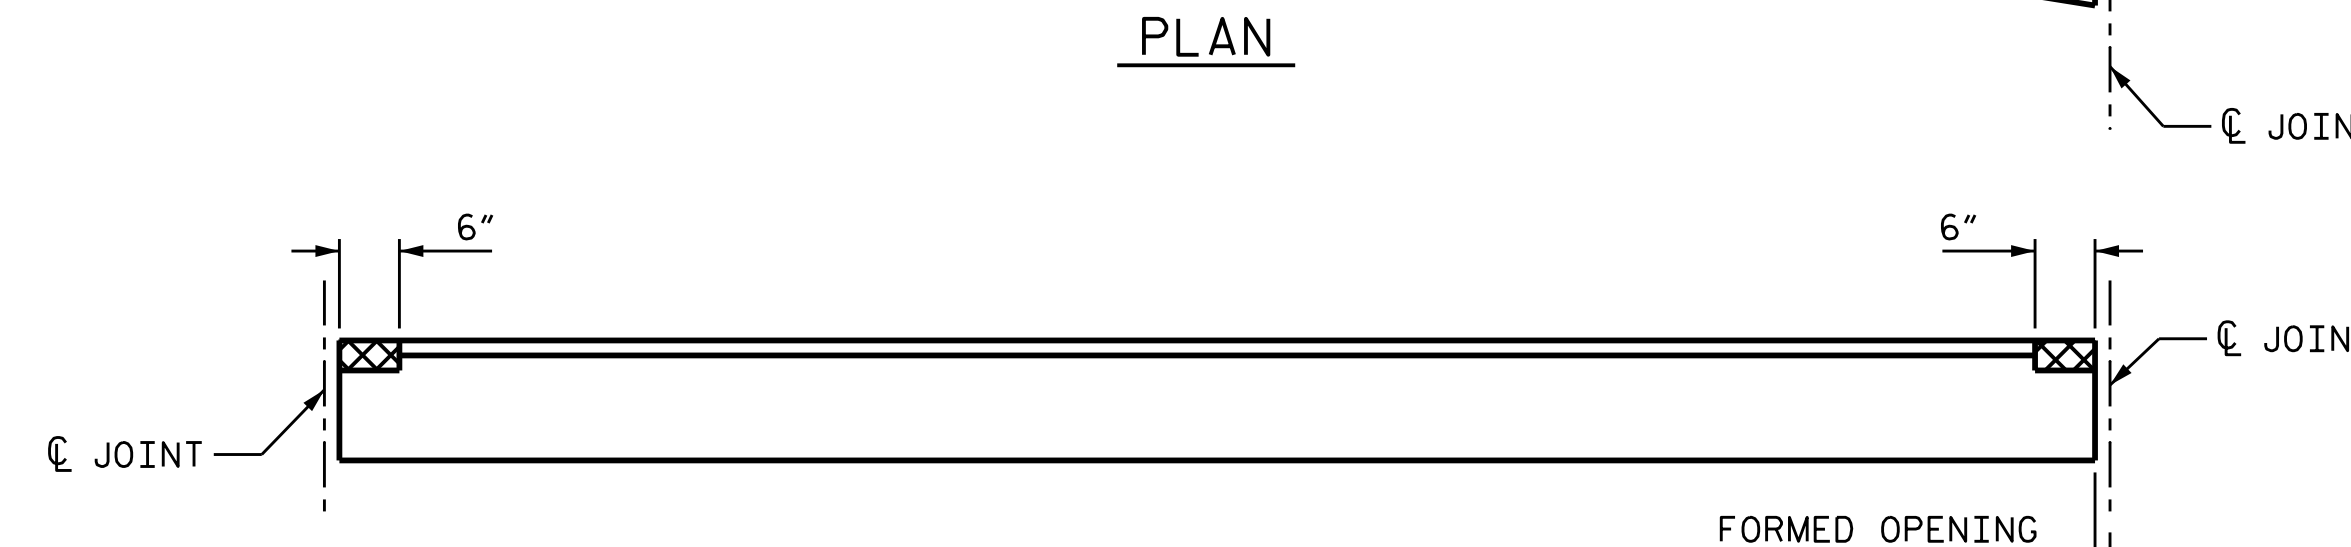 PLAN
℄ JOIN
6" 6"
℄ JOIN
℄ JOINT
FORMED OPENING